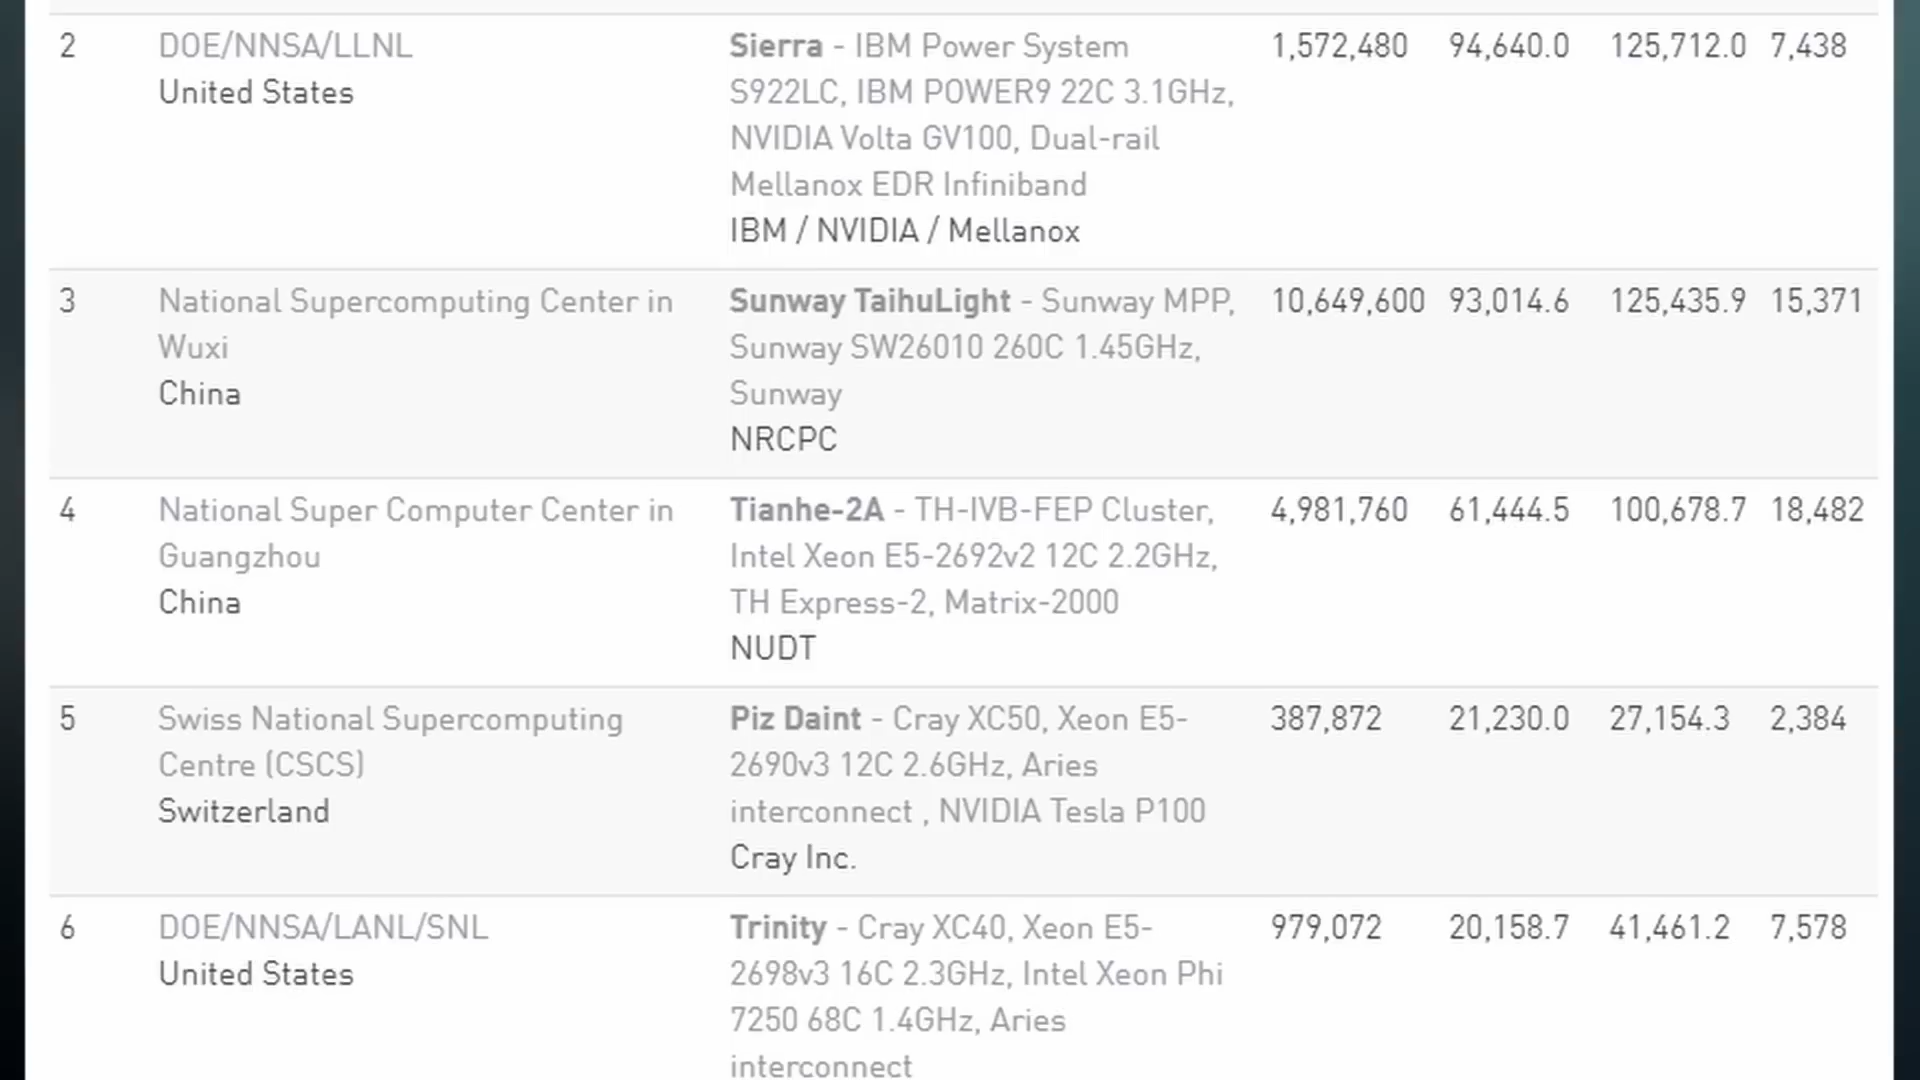 2 DOE/NNSA/LLNL Sierra - IBM Power System 1,572,480 94,640.0 125,712.0 7,438
United States S922LC, IBM POWER9 22C 3.1GHz,
NVIDIA Volta GV100, Dual-rail
Mellanox EDR Infiniband
IBM / NVIDIA / Mellanox
3 National Supercomputing Center in Sunway TaihuLight - Sunway MPP, 10,649,600 93,014.6 125,435.9 15,371
Wuxi Sunway SW26010 260C 1.45GHz,
China Sunway
NRCPC
4 National Super Computer Center in Tianhe-2A - TH-IVB-FEP Cluster, 4,981,760 61,444.5 100,678.7 18,482
Guangzhou Intel Xeon E5-2692v2 12C 2.2GHz,
China TH Express-2, Matrix-2000
NUDT
5 Swiss National Supercomputing Piz Daint - Cray XC50, Xeon E5- 387,872 21,230.0 27,154.3 2,384
Centre (CSCS) 2690v3 12C 2.6GHz, Aries
Switzerland interconnect , NVIDIA Tesla P100
Cray Inc.
6 DOE/NNSA/LANL/SNL Trinity - Cray XC40, Xeon E5- 979,072 20,158.7 41,461.2 7,578
United States 2698v3 16C 2.3GHz, Intel Xeon Phi
7250 68C 1.4GHz, Aries
interconnect